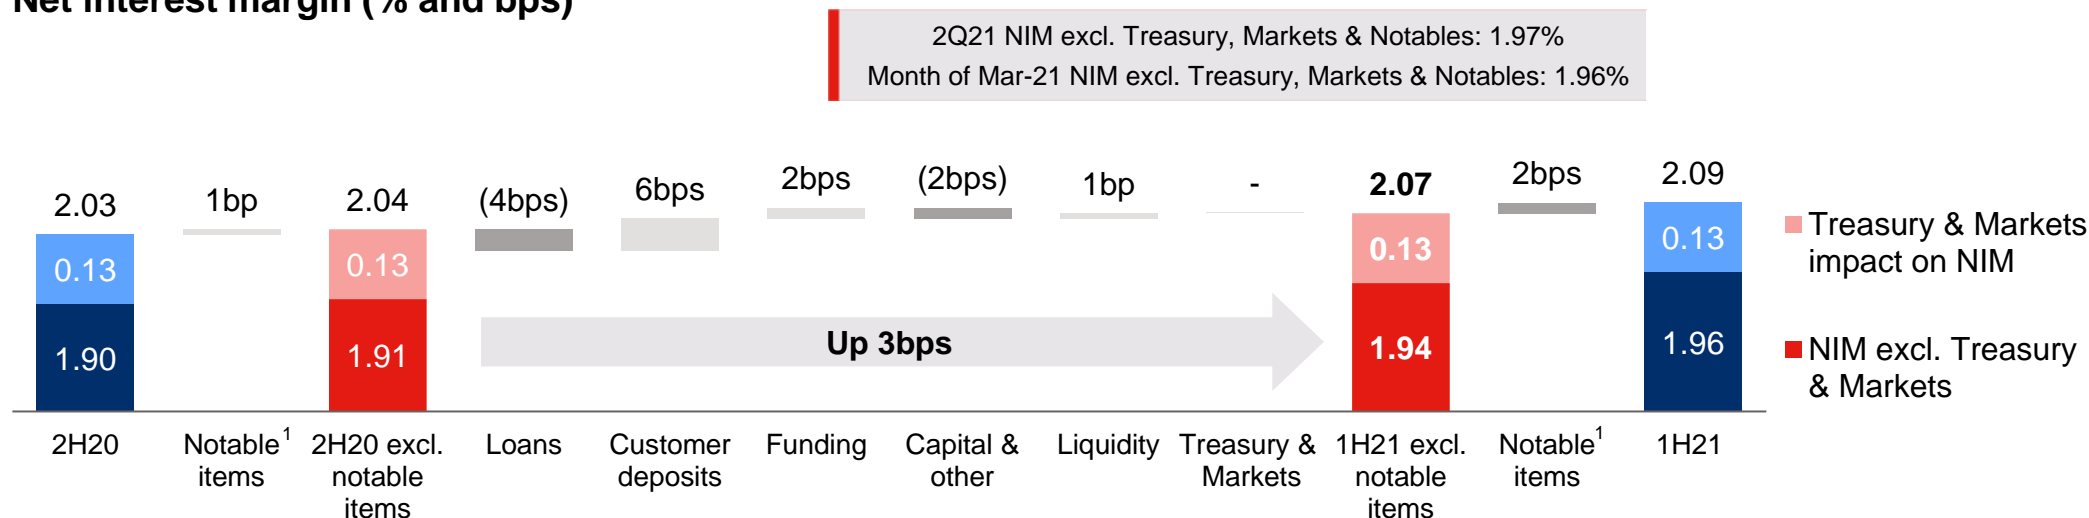 Net interest margin (% and bps)
2Q21 NIM excl. Treasury, Markets & Notables: 1.97%
Month of Mar-21 NIM excl. Treasury, Markets & Notables: 1.96%
2.03
1bp
2.04
(4bps)
6bps
2bps
(2bps)
1bp
-
2.07
2bps
2.09
0.13
0.13
0.13
0.13
Treasury & Markets
impact on NIM
1.90
1.91
Up 3bps
1.94
1.96
NIM excl. Treasury
& Markets
2H20
Notable1
items
2H20 excl.
notable
items
Loans
Customer
deposits
Funding
Capital &
other
Liquidity
Treasury &
Markets
1H21 excl.
notable
items
Notable1
items
1H21